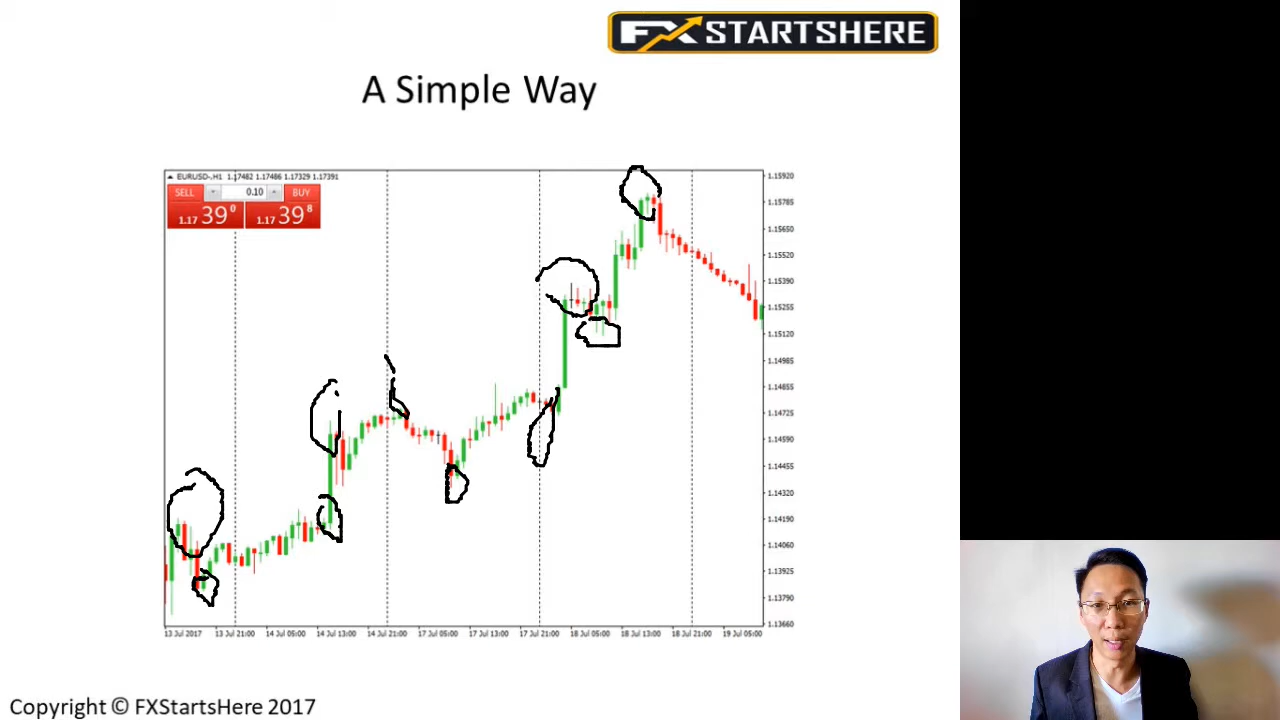 FX STARTSHERE
A Simple Way
EURUSD-,H1 1.17482 1.17486 1.17329 1.17391
SELL 0.10 BUY
1.17 39 0 1.17 39 8
1.15920
1.15785
1.15650
1.15520
1.15390
1.15255
1.15120
1.14985
1.14855
1.14725
1.14590
1.14455
1.14320
1.14190
1.14060
1.13925
1.13790
1.13660
13 Jul 2017 13 Jul 21:00 14 Jul 05:00 14 Jul 13:00 14 Jul 21:00 17 Jul 05:00 17 Jul 13:00 17 Jul 21:00 18 Jul 05:00 18 Jul 13:00 18 Jul 21:00 19 Jul 05:00
Copyright © FXStartsHere 2017